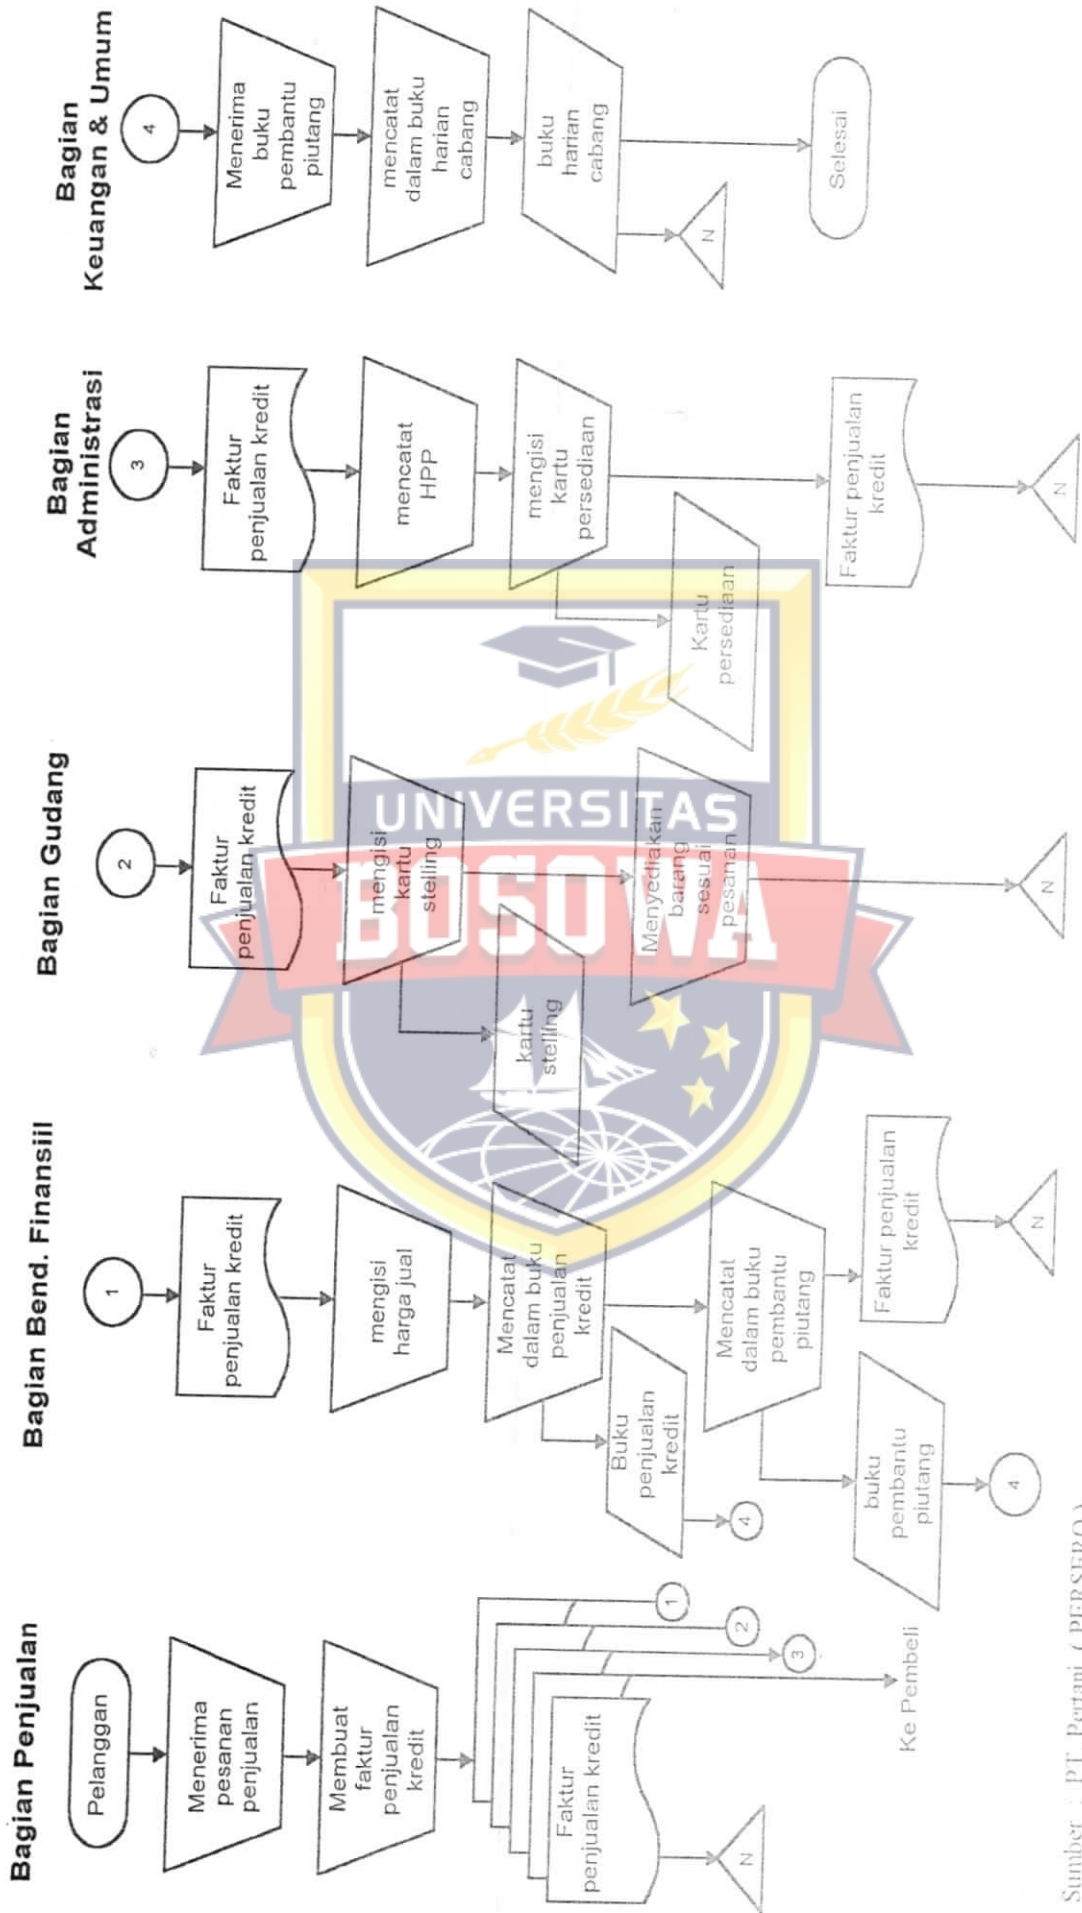 Bagian Penjualan
Pelanggan
Menerima
pesanan
penjualan
Membuat
faktur
penjualan
kredit
Faktur
penjualan kredit
N
1
2
3
Ke Pembeli
Bagian Bend. Finansiil
1
Faktur
penjualan kredit
mengisi
harga jual
Mencatat
dalam buku
penjualan
kredit
Buku
penjualan
kredit
4
Mencatat
dalam buku
pembantu
piutang
buku
pembantu
piutang
4
Faktur penjualan
kredit
N
Bagian Gudang
2
Faktur
penjualan kredit
mengisi
kartu
stelling
kartu
stelling
Menyediakan
barang
sesuai
pesanan
N
Bagian
Administrasi
3
Faktur
penjualan kredit
mencatat
HPP
mengisi
kartu
persediaan
Kartu
persediaan
Faktur penjualan
kredit
N
Bagian
Keuangan & Umum
4
Menerima
buku
pembantu
piutang
mencatat
dalam buku
harian
cabang
buku
harian
cabang
N
Selesai
Sumber : PT. Pertani ( PERSERO )
UNIVERSITAS
BOSOWA